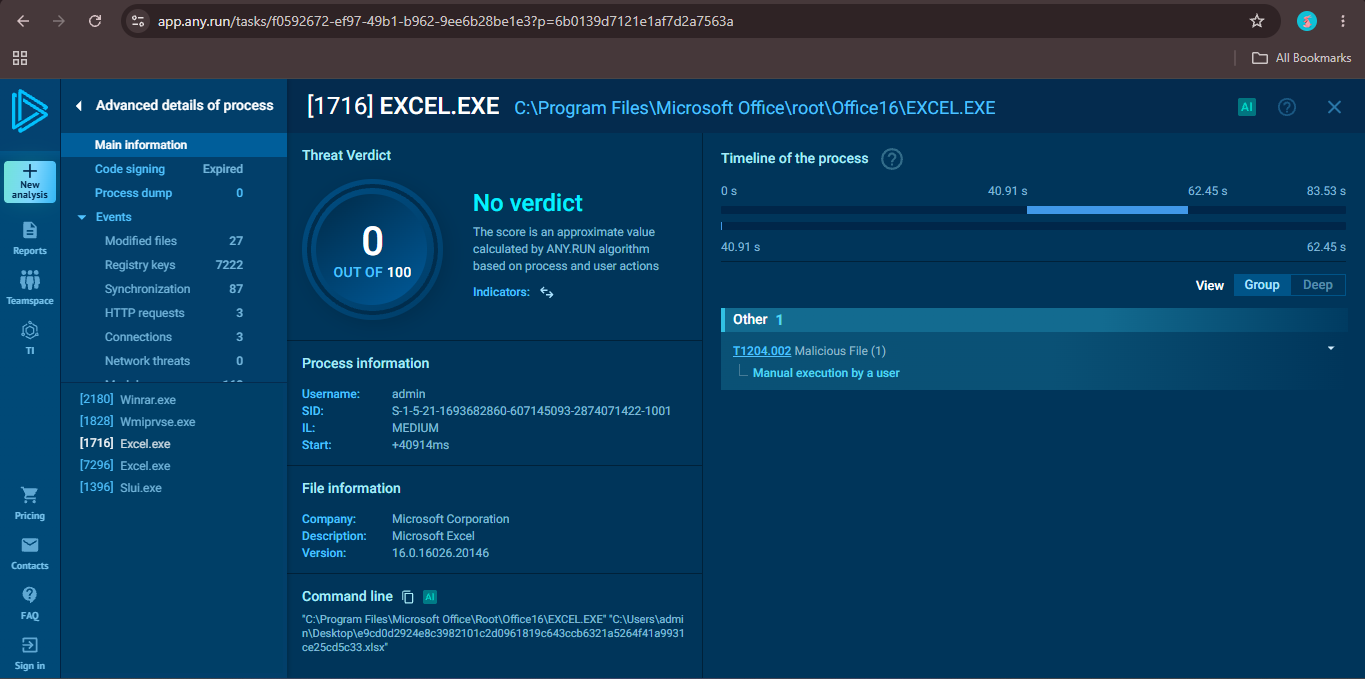 app.any.run/tasks/f0592672-ef97-49b1-b962-9ee6b28be1e3?p=6b0139d7121e1af7d2a7563a
All Bookmarks
New
analysis
Reports
Teamspace
TI
Pricing
Contacts
FAQ
Sign in
Advanced details of process
Main information
Code signing Expired
Process dump 0
Events
Modified files 27
Registry keys 7222
Synchronization 87
HTTP requests 3
Connections 3
Network threats 0
[2180] Winrar.exe
[1828] Wmiprvse.exe
[1716] Excel.exe
[7296] Excel.exe
[1396] Slui.exe
[1716] EXCEL.EXE C:\Program Files\Microsoft Office\root\Office16\EXCEL.EXE
AI
?
Threat Verdict
0
OUT OF 100
No verdict
The score is an approximate value
calculated by ANY.RUN algorithm
based on process and user actions
Indicators:
Process information
Username: admin
SID: S-1-5-21-1693682860-607145093-2874071422-1001
IL: MEDIUM
Start: +40914ms
File information
Company: Microsoft Corporation
Description: Microsoft Excel
Version: 16.0.16026.20146
Command line AI
"C:\Program Files\Microsoft Office\Root\Office16\EXCEL.EXE" "C:\Users\admi
n\Desktop\e9cd0d2924e8c3982101c2d0961819c643ccb6321a5264f41a9931
ce25cd5c33.xlsx"
Timeline of the process ?
0 s 40.91 s 62.45 s 83.53 s
40.91 s 62.45 s
View Group Deep
Other 1
T1204.002 Malicious File (1)
Manual execution by a user